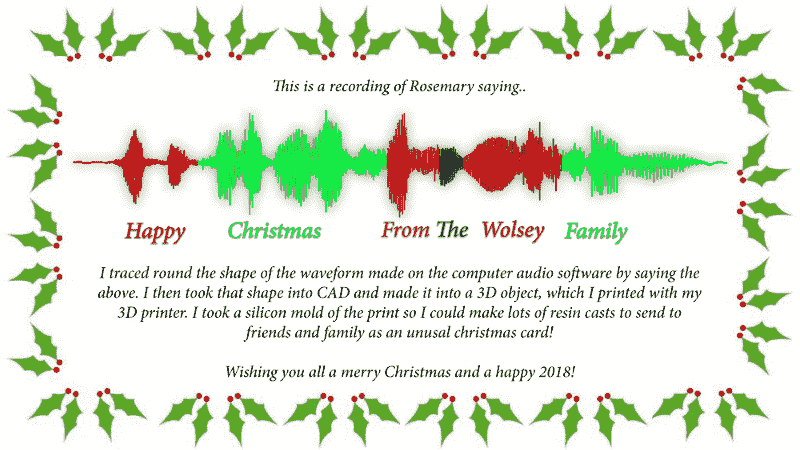 This is a recording of Rosemary saying..
Happy Christmas From The Wolsey Family
I traced round the shape of the waveform made on the computer audio software by saying the
above. I then took that shape into CAD and made it into a 3D object, which I printed with my
3D printer. I took a silicon mold of the print so I could make lots of resin casts to send to
friends and family as an unusual christmas card!
Wishing you all a merry Christmas and a happy 2018!